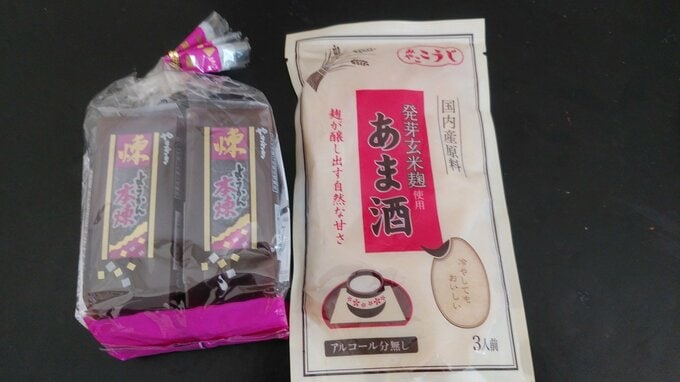 煉
ようかん
本煉
煉
ようかん
本煉
みやここうじ
国内産原料
発芽玄米麹
使用
あま酒
麹が醸し出す自然な甘さ
冷やしても
おいしい
アルコール分無し
3人前